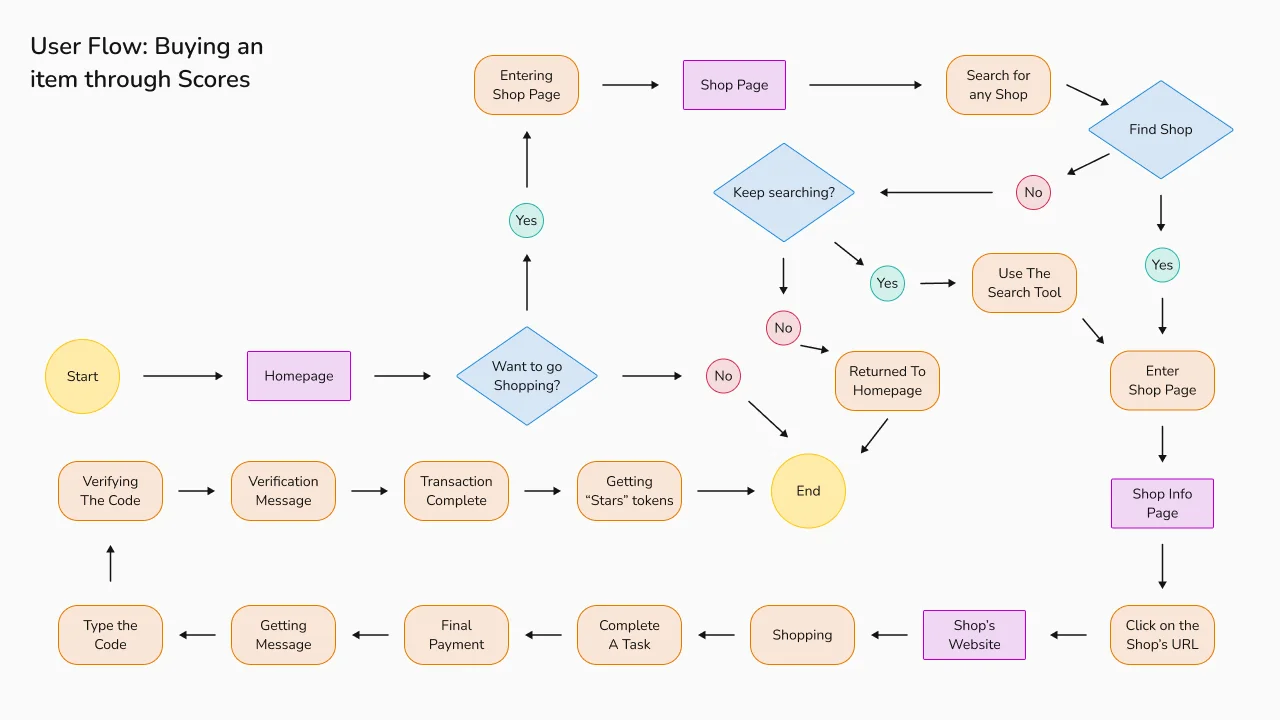 User Flow: Buying an
item through Scores
Entering
Shop Page
Shop Page
Search for
any Shop
Find Shop
Keep searching?
No
Yes
Yes
Use The
Search Tool
Yes
No
Start
Homepage
Want to go
Shopping?
No
Returned To
Homepage
Enter
Shop Page
Verifying
The Code
Verification
Message
Transaction
Complete
Getting
“Stars” tokens
End
Shop Info
Page
Type the
Code
Getting
Message
Final
Payment
Complete
A Task
Shopping
Shop’s
Website
Click on the
Shop’s URL